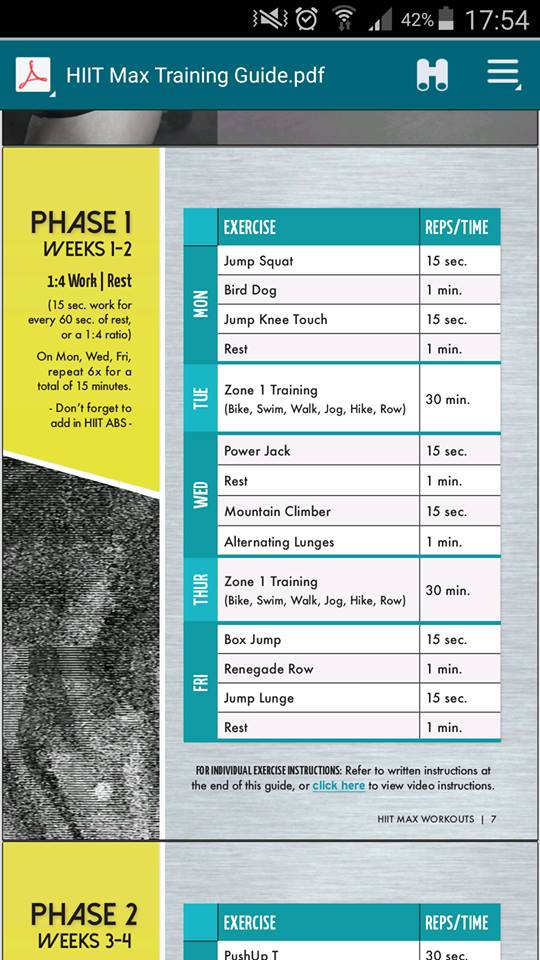 42% 17:54
HIIT Max Training Guide.pdf
PHASE 1
WEEKS 1-2
1:4 Work | Rest
(15 sec. work for
every 60 sec. of rest,
or a 1:4 ratio)
On Mon, Wed, Fri,
repeat 6x for a
total of 15 minutes.
- Don't forget to
add in HIIT ABS -
EXERCISE REPS/TIME
MON
Jump Squat 15 sec.
Bird Dog 1 min.
Jump Knee Touch 15 sec.
Rest 1 min.
TUE
Zone 1 Training 30 min.
(Bike, Swim, Walk, Jog, Hike, Row)
WED
Power Jack 15 sec.
Rest 1 min.
Mountain Climber 15 sec.
Alternating Lunges 1 min.
THUR
Zone 1 Training 30 min.
(Bike, Swim, Walk, Jog, Hike, Row)
FRI
Box Jump 15 sec.
Renegade Row 1 min.
Jump Lunge 15 sec.
Rest 1 min.
FOR INDIVIDUAL EXERCISE INSTRUCTIONS: Refer to written instructions at
the end of this guide, or click here to view video instructions.
HIIT MAX WORKOUTS | 7
PHASE 2
WEEKS 3-4
EXERCISE REPS/TIME
PushUp T 30 sec.